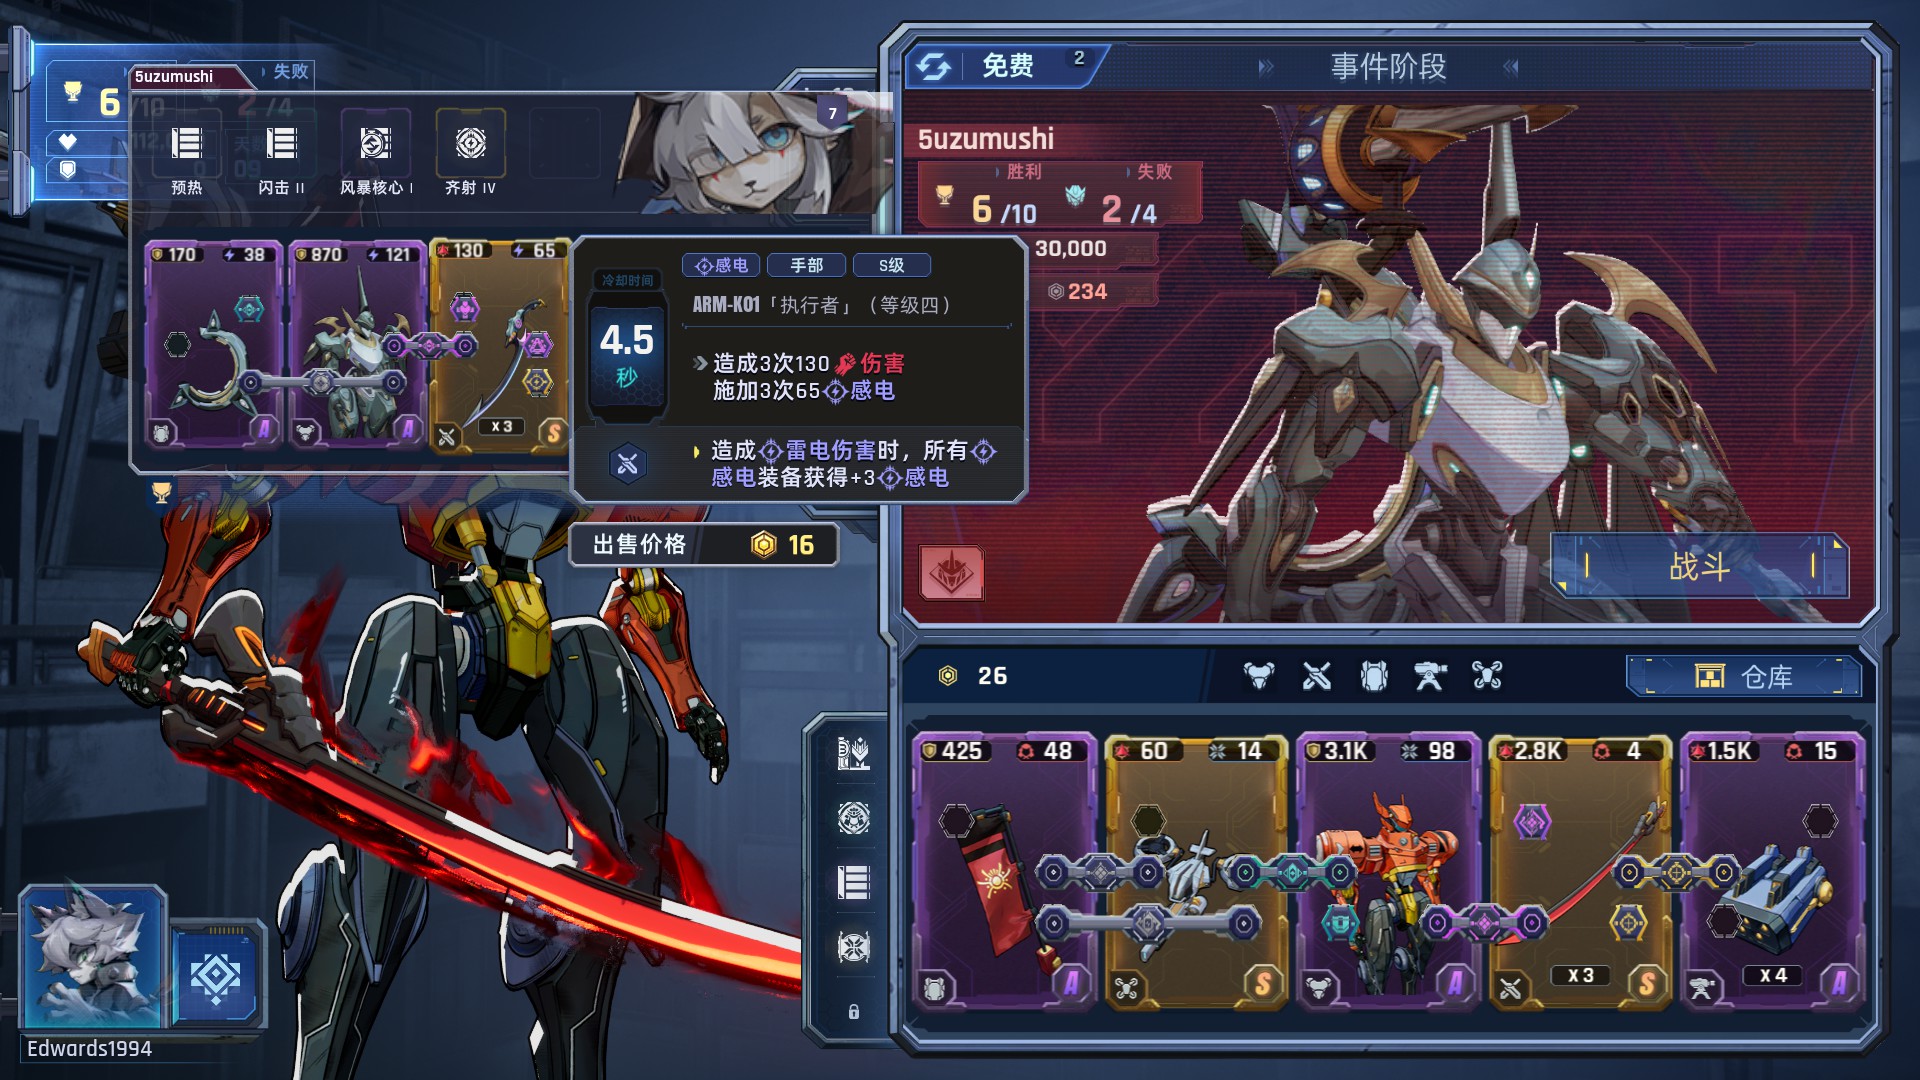 5uzumushi
失败
6
/10
2 /4
7
预热
闪击 II
风暴核心 I
齐射 IV
170
38
870
121
130
65
A
A
x3
S
冷却时间
4.5
秒
感电
手部
S级
ARM-K01「执行者」（等级四）
造成3次130伤害
施加3次65感电
造成雷电伤害时，所有
感电装备获得+3感电
出售价格
16
免费
2
事件阶段
5uzumushi
胜利
失败
6 /10
2 /4
30,000
234
战斗
26
仓库
425
48
60
14
3.1K
98
2.8K
4
1.5K
15
A
S
A
x3
S
x4
A
Edwards1994